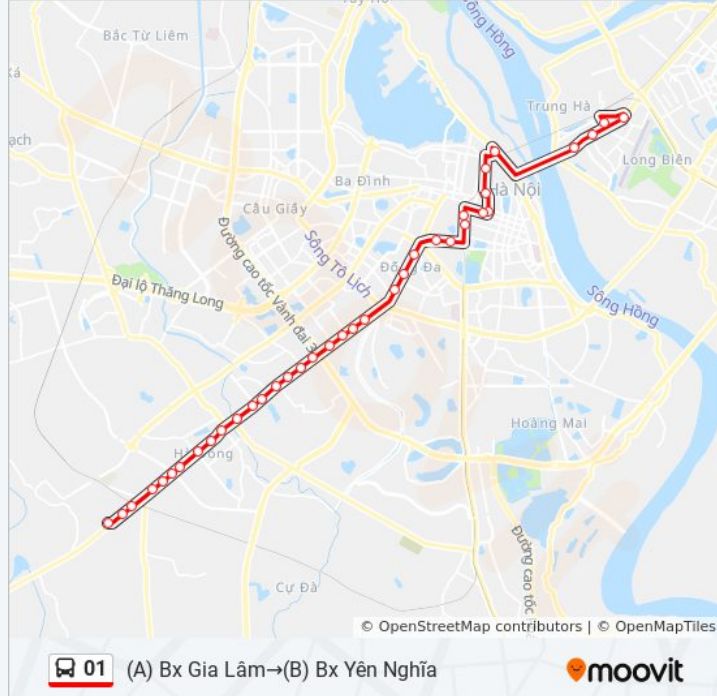 Bắc Từ Liêm
Sông Hồng
Trung Hà
Long Biên
Ba Đình
Hà Nội
Cầu Giấy
Sông Tô Lịch
Đống Đa
Đường cao tốc Vành đai 3
Đại lộ Thăng Long
Sông Hồng
Hoàng Mai
Hà Đông
Cự Đà
Đường cao tốc
© OpenStreetMap contributors | © OpenMapTiles
01 (A) Bx Gia Lâm→(B) Bx Yên Nghĩa
moovit